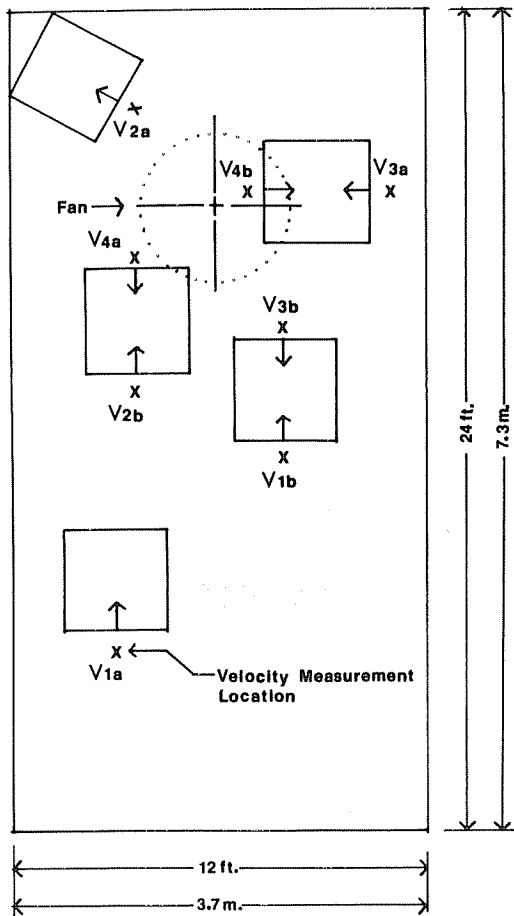 V2a
V4b
V3a
X
X
X
Fan
V4a
X
V3b
X
X
V2b
X
V1b
X
V1a
Velocity Measurement
Location
24 ft.
7.3 m.
12 ft.
3.7 m.